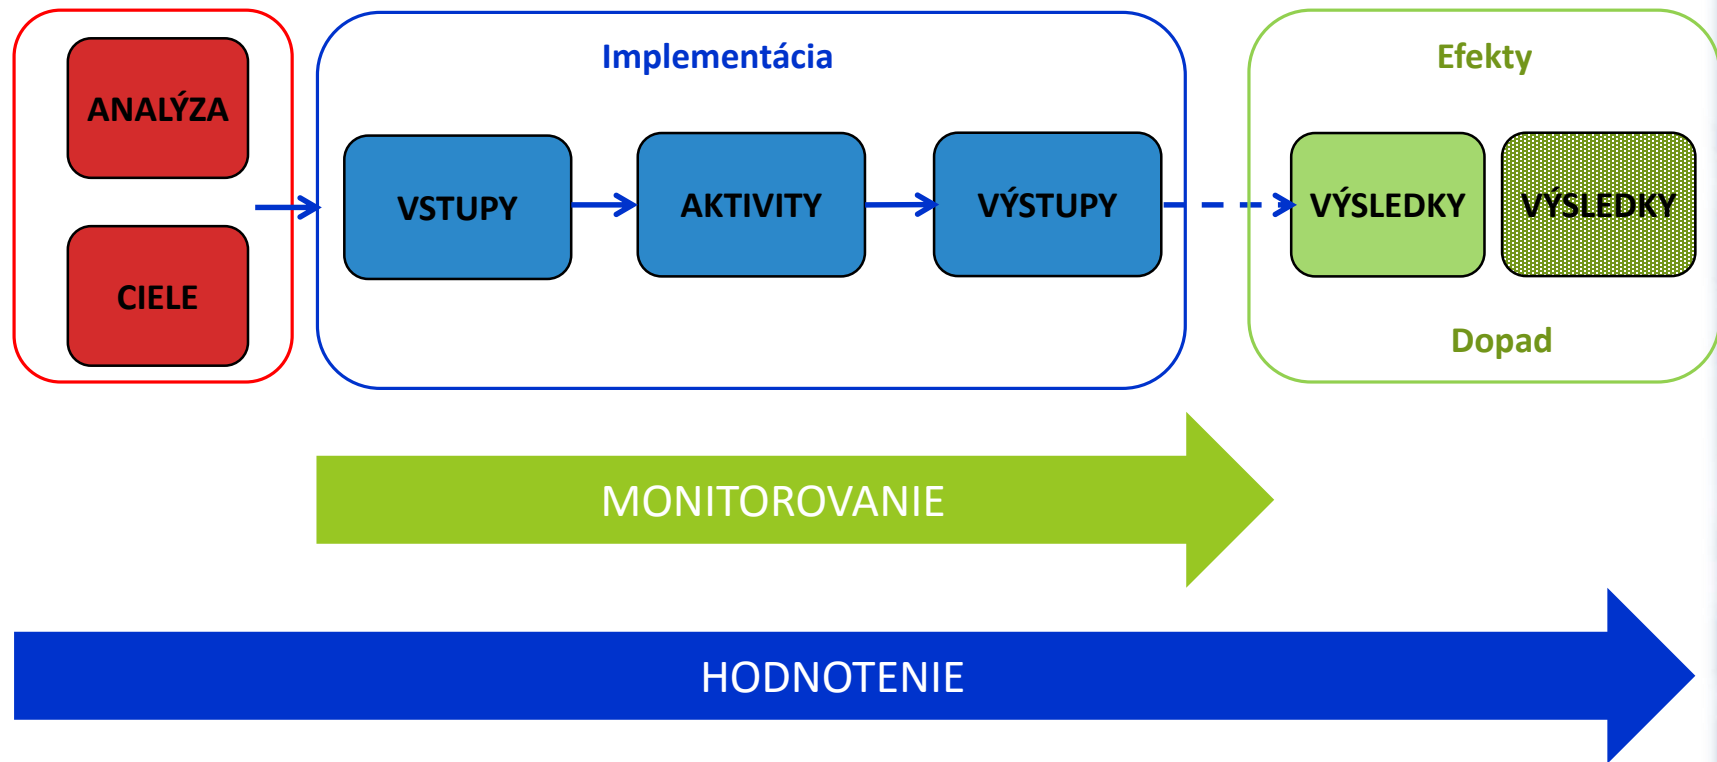 ANALÝZA
CIELE
Implementácia
VSTUPY
AKTIVITY
VÝSTUPY
Efekty
VÝSLEDKY
VÝSLEDKY
Dopad
MONITOROVANIE
HODNOTENIE